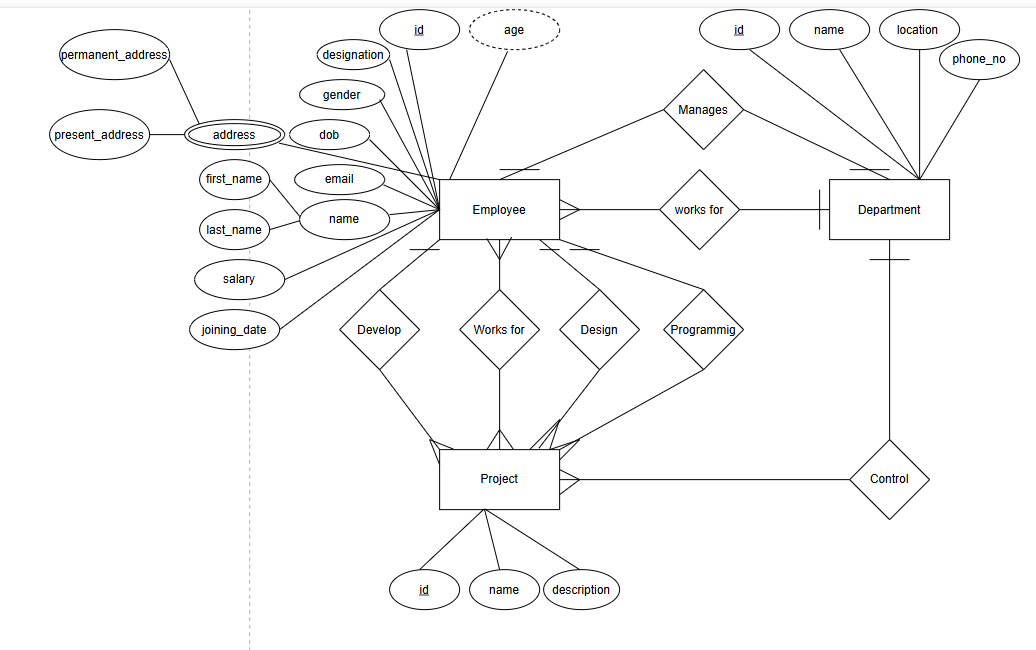 id
age
id
name
location
permanent_address
designation
phone_no
gender
Manages
present_address
address
dob
first_name
email
Employee
works for
Department
name
last_name
salary
joining_date
Develop
Works for
Design
Programmig
Project
Control
id
name
description